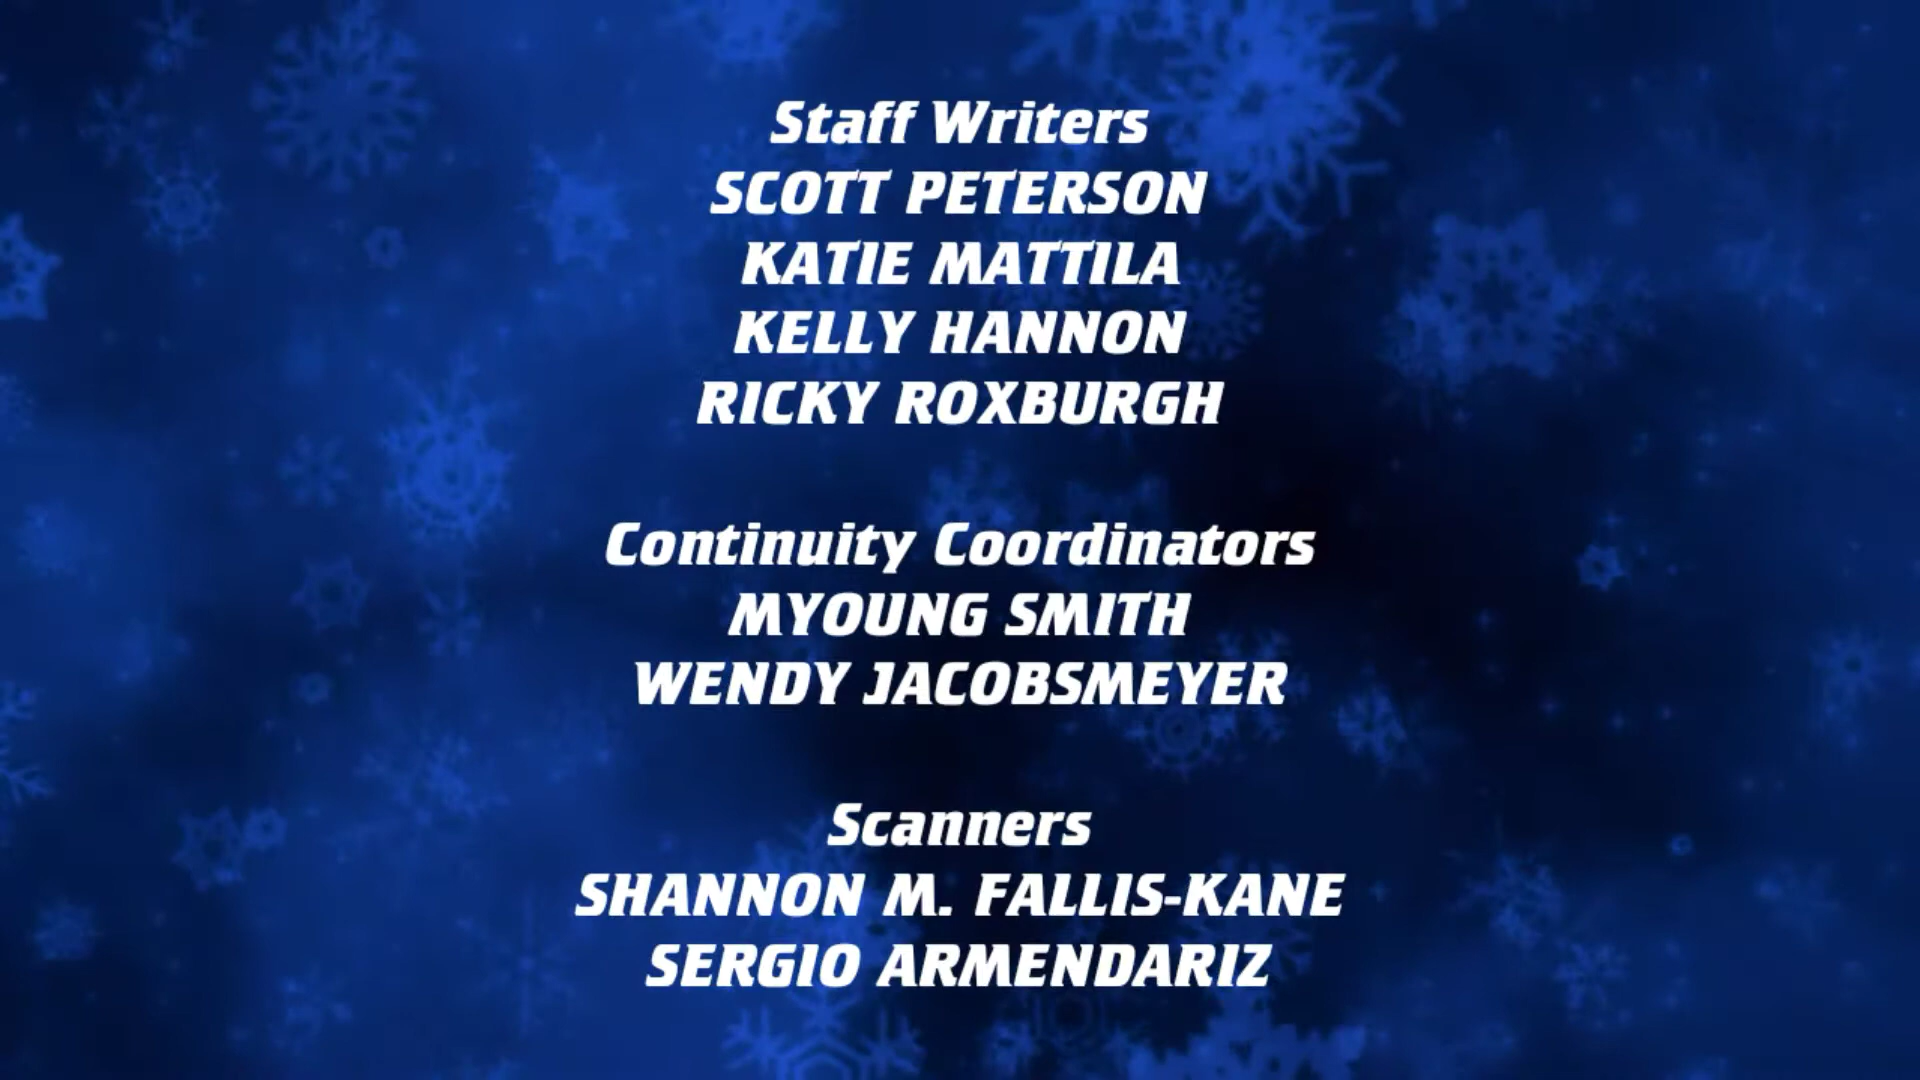 Staff Writers
SCOTT PETERSON
KATIE MATTILA
KELLY HANNON
RICKY ROXBURGH
Continuity Coordinators
MYOUNG SMITH
WENDY JACOBSMEYER
Scanners
SHANNON M. FALLIS-KANE
SERGIO ARMENDARIZ